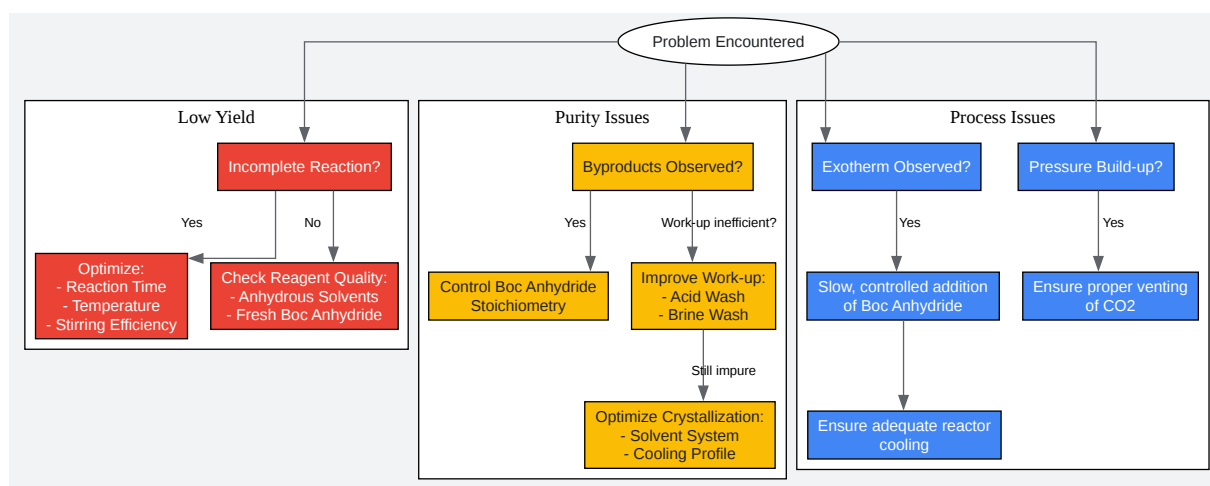 Problem Encountered
Low Yield
Incomplete Reaction?
Yes
No
Optimize:
- Reaction Time
- Temperature
- Stirring Efficiency
Check Reagent Quality:
- Anhydrous Solvents
- Fresh Boc Anhydride
Purity Issues
Byproducts Observed?
Yes
Work-up inefficient?
Control Boc Anhydride
Stoichiometry
Improve Work-up:
- Acid Wash
- Brine Wash
Still impure
Optimize Crystallization:
- Solvent System
- Cooling Profile
Process Issues
Exotherm Observed?
Yes
Slow, controlled addition
of Boc Anhydride
Ensure adequate reactor
cooling
Pressure Build-up?
Yes
Ensure proper venting
of CO2